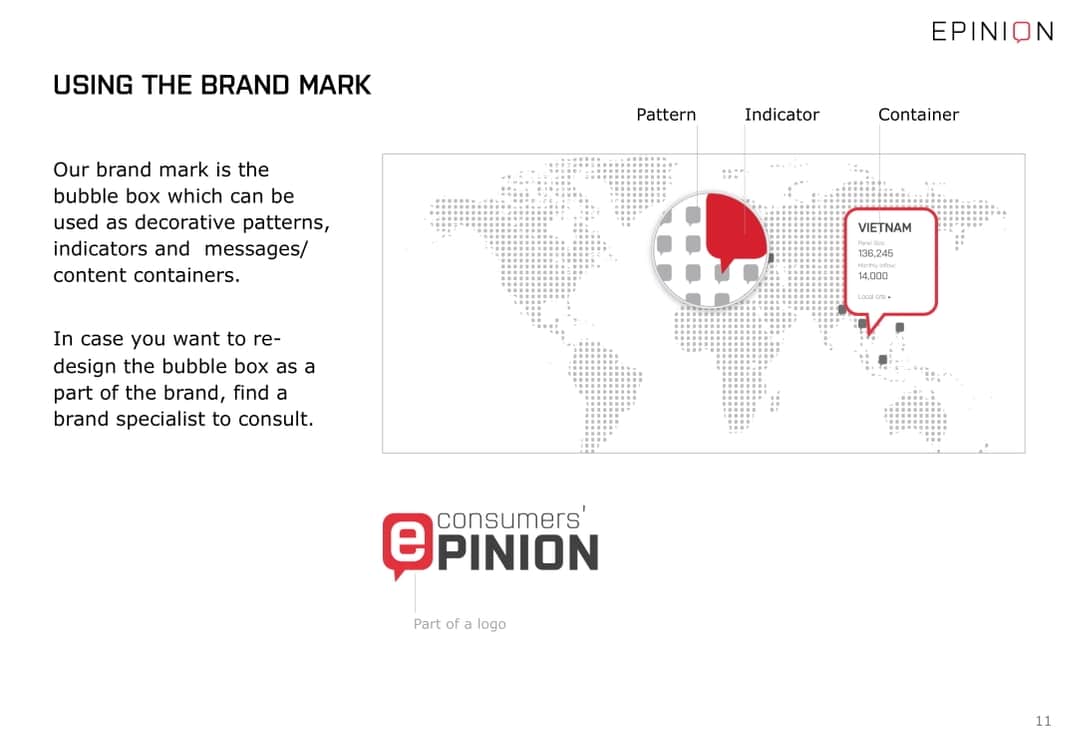 EPINION
USING THE BRAND MARK
Pattern
Indicator
Container
Our brand mark is the
bubble box which can be
used as decorative patterns,
indicators and messages/
content containers.
In case you want to re-
design the bubble box as a
part of the brand, find a
brand specialist to consult.
VIETNAM
Panel Size
136,245
Monthly inflow
14,000
consumers'
ePINION
Part of a logo
11